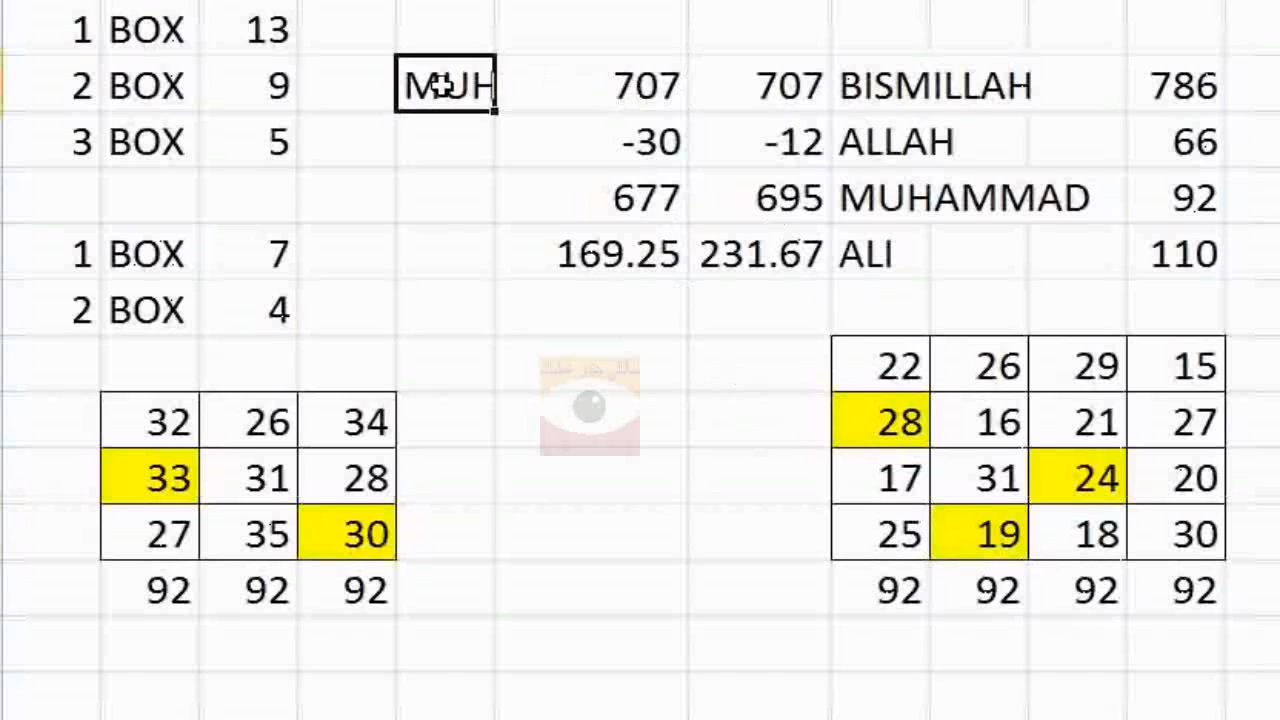 1 BOX 13
2 BOX 9 MUH 707 707 BISMILLAH 786
3 BOX 5 -30 -12 ALLAH 66
677 695 MUHAMMAD 92
1 BOX 7 169.25 231.67 ALI 110
2 BOX 4
22 26 29 15
32 26 34 28 16 21 27
33 31 28 17 31 24 20
27 35 30 25 19 18 30
92 92 92 92 92 92 92